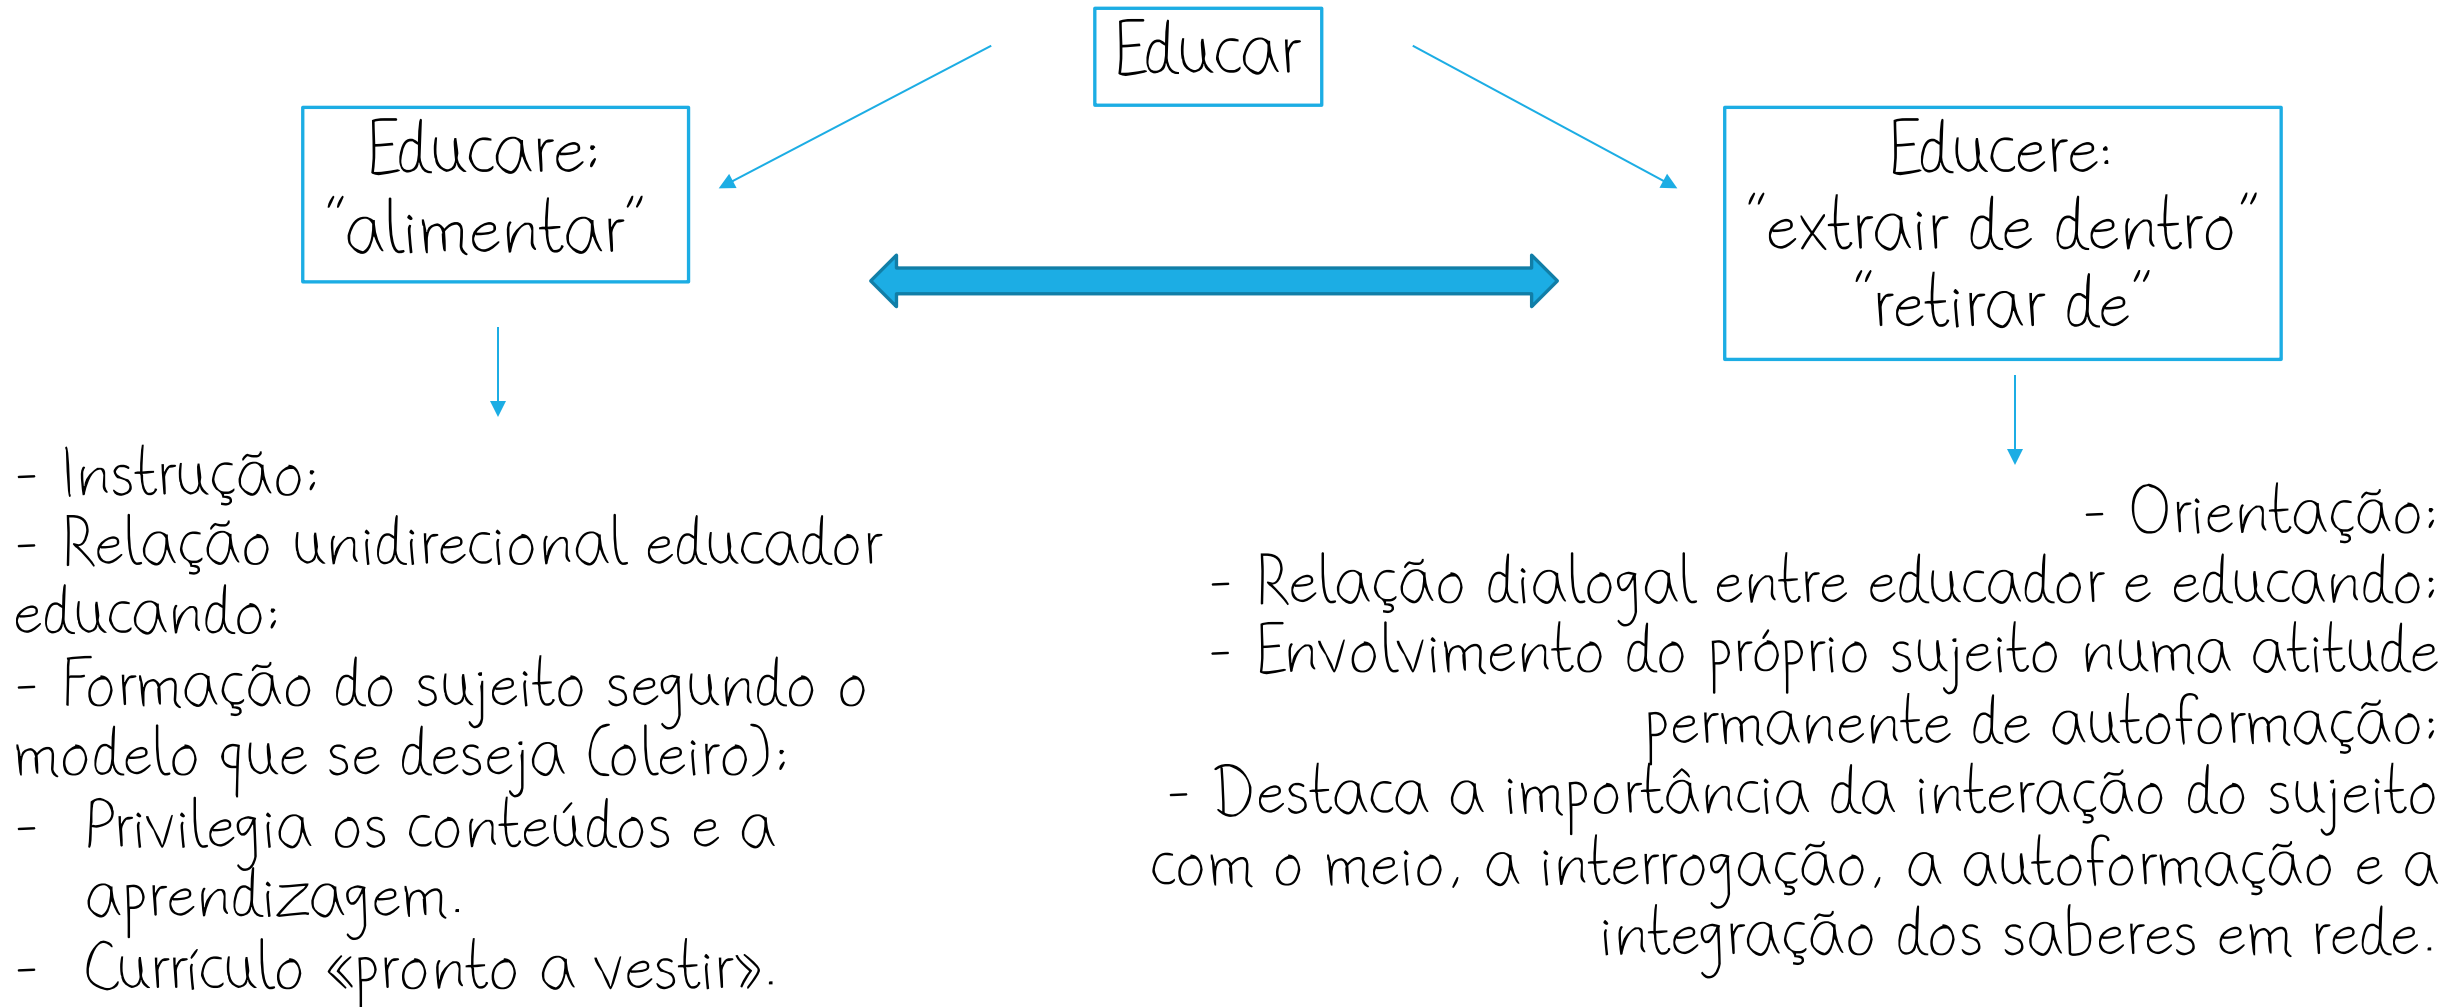 Educar
Educare:
"alimentar"
Educere:
"extrair de dentro"
"retirar de"
- Instrução;
- Relação unidirecional educador
educando;
- Formação do sujeito segundo o
modelo que se deseja (oleiro);
- Privilegia os conteúdos e a
aprendizagem.
- Currículo «pronto a vestir».
- Orientação;
- Relação dialogal entre educador e educando;
- Envolvimento do próprio sujeito numa atitude
permanente de autoformação;
- Destaca a importância da interação do sujeito
com o meio, a interrogação, a autoformação e a
integração dos saberes em rede.